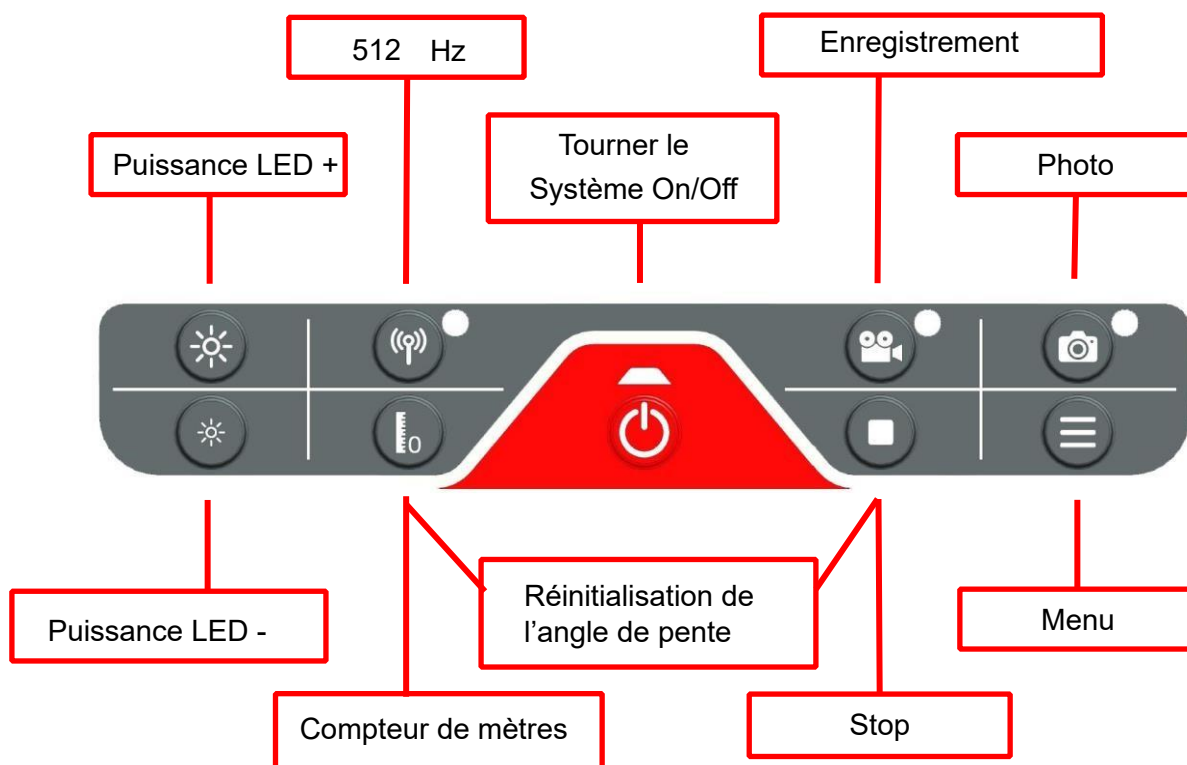 512 Hz
Enregistrement
Tourner le
Système On/Off
Puissance LED +
Photo
0
Réinitialisation de
l’angle de pente
Puissance LED -
Menu
Compteur de mètres
Stop